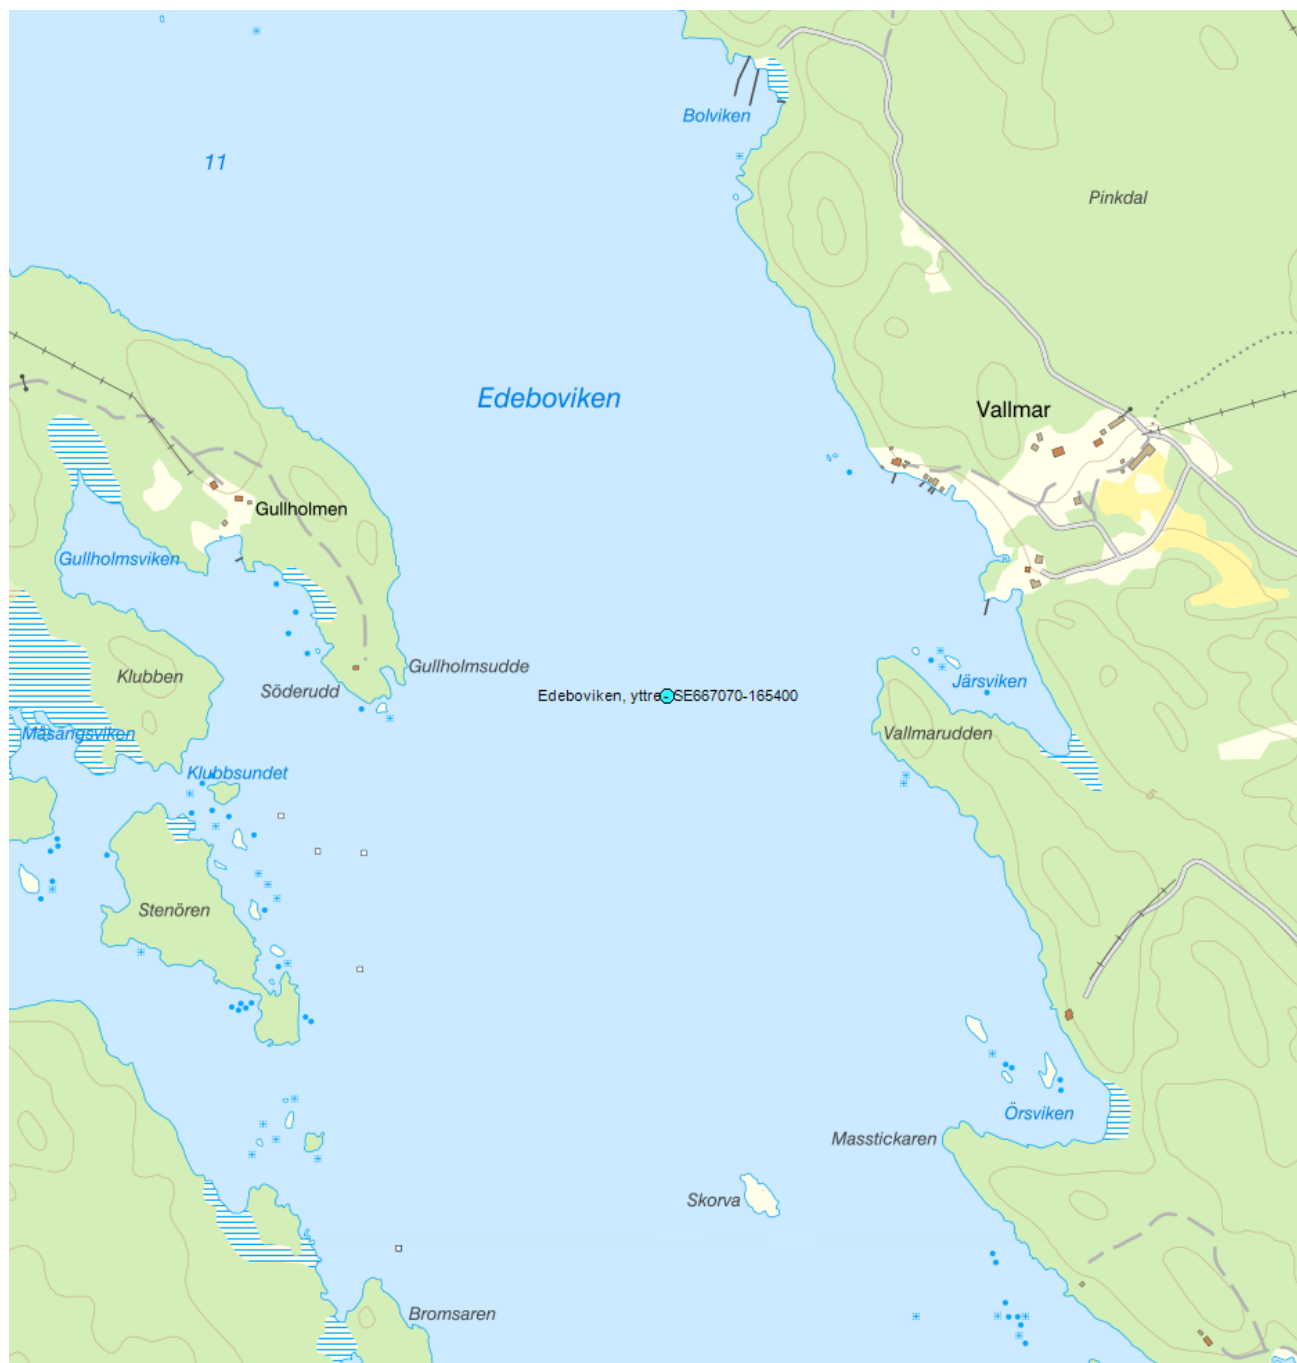 Bolviken
11
Pinkdal
Edeboviken
Vallmar
Gullholmen
Gullholmsviken
Gullholmsudde
Klubben
Söderudd
Edeboviken, yttre - SE667070-165400
Järsviken
Vallmarudden
Måsängsviken
Klubbsundet
5
Stenören
Örsviken
Masstickaren
Skorva
Bromsaren